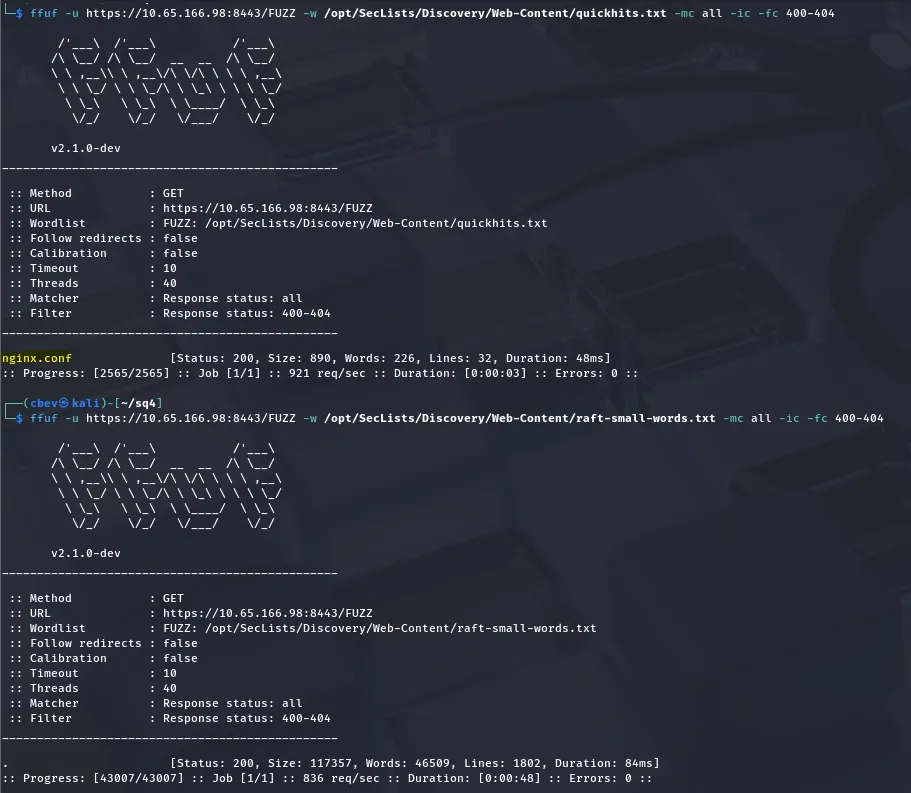 └─$ ffuf -u https://10.65.166.98:8443/FUZZ -w /opt/SecLists/Discovery/Web-Content/quickhits.txt -mc all -ic -fc 400-404
        /'___\  /'___\           /'___\
       /\ \__/ /\ \__/  __  __  /\ \__/
       \ \ ,__\\ \ ,__\/\ \/\ \ \ \ ,__\
        \ \ \_/ \ \ \_/\ \ \_\ \ \ \ \_/
         \ \_\   \ \_\  \ \____/  \ \_\
          \/_/    \/_/   \/___/    \/_/
       v2.1.0-dev
________________________________________________
 :: Method           : GET
 :: URL              : https://10.65.166.98:8443/FUZZ
 :: Wordlist         : FUZZ: /opt/SecLists/Discovery/Web-Content/quickhits.txt
 :: Follow redirects : false
 :: Calibration      : false
 :: Timeout          : 10
 :: Threads          : 40
 :: Matcher          : Response status: all
 :: Filter           : Response status: 400-404
________________________________________________
nginx.conf              [Status: 200, Size: 890, Words: 226, Lines: 32, Duration: 48ms]
:: Progress: [2565/2565] :: Job [1/1] :: 921 req/sec :: Duration: [0:00:03] :: Errors: 0 ::
┌──(cbev㉿kali)-[~/sq4]
└─$ ffuf -u https://10.65.166.98:8443/FUZZ -w /opt/SecLists/Discovery/Web-Content/raft-small-words.txt -mc all -ic -fc 400-404
        /'___\  /'___\           /'___\
       /\ \__/ /\ \__/  __  __  /\ \__/
       \ \ ,__\\ \ ,__\/\ \/\ \ \ \ ,__\
        \ \ \_/ \ \ \_/\ \ \_\ \ \ \ \_/
         \ \_\   \ \_\  \ \____/  \ \_\
          \/_/    \/_/   \/___/    \/_/
       v2.1.0-dev
________________________________________________
 :: Method           : GET
 :: URL              : https://10.65.166.98:8443/FUZZ
 :: Wordlist         : FUZZ: /opt/SecLists/Discovery/Web-Content/raft-small-words.txt
 :: Follow redirects : false
 :: Calibration      : false
 :: Timeout          : 10
 :: Threads          : 40
 :: Matcher          : Response status: all
 :: Filter           : Response status: 400-404
________________________________________________
.                       [Status: 200, Size: 117357, Words: 46509, Lines: 1802, Duration: 84ms]
:: Progress: [43007/43007] :: Job [1/1] :: 836 req/sec :: Duration: [0:00:48] :: Errors: 0 ::